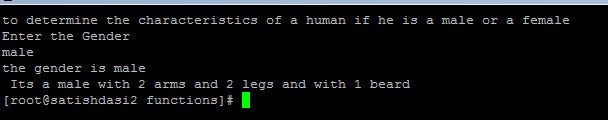 to determine the characteristics of a human if he is a male or a female
Enter the Gender
male
the gender is male
 Its a male with 2 arms and 2 legs and with 1 beard
[root@satishdasi2 functions]#